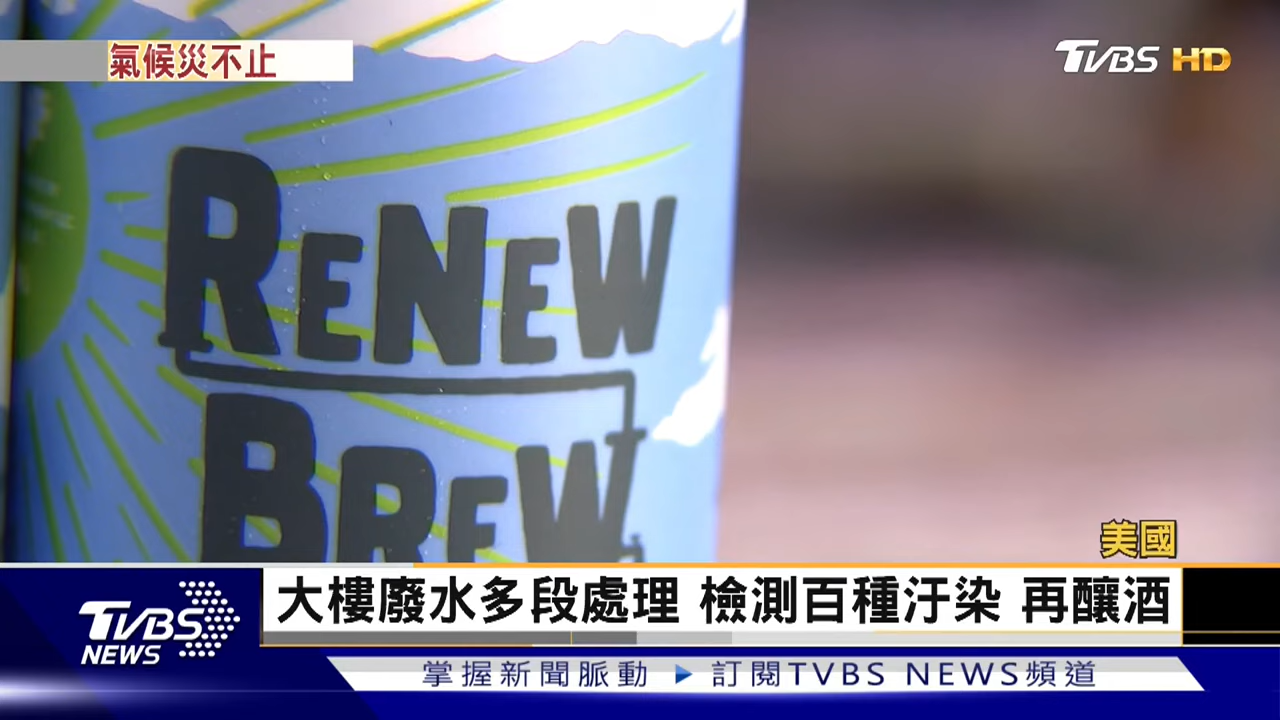 氣候災不止
TVBS HD
RENEW
BREW
美國
大樓廢水多段處理 檢測百種汙染 再釀酒
TVBS
NEWS
掌握新聞脈動 ▶ 訂閱TVBS NEWS頻道